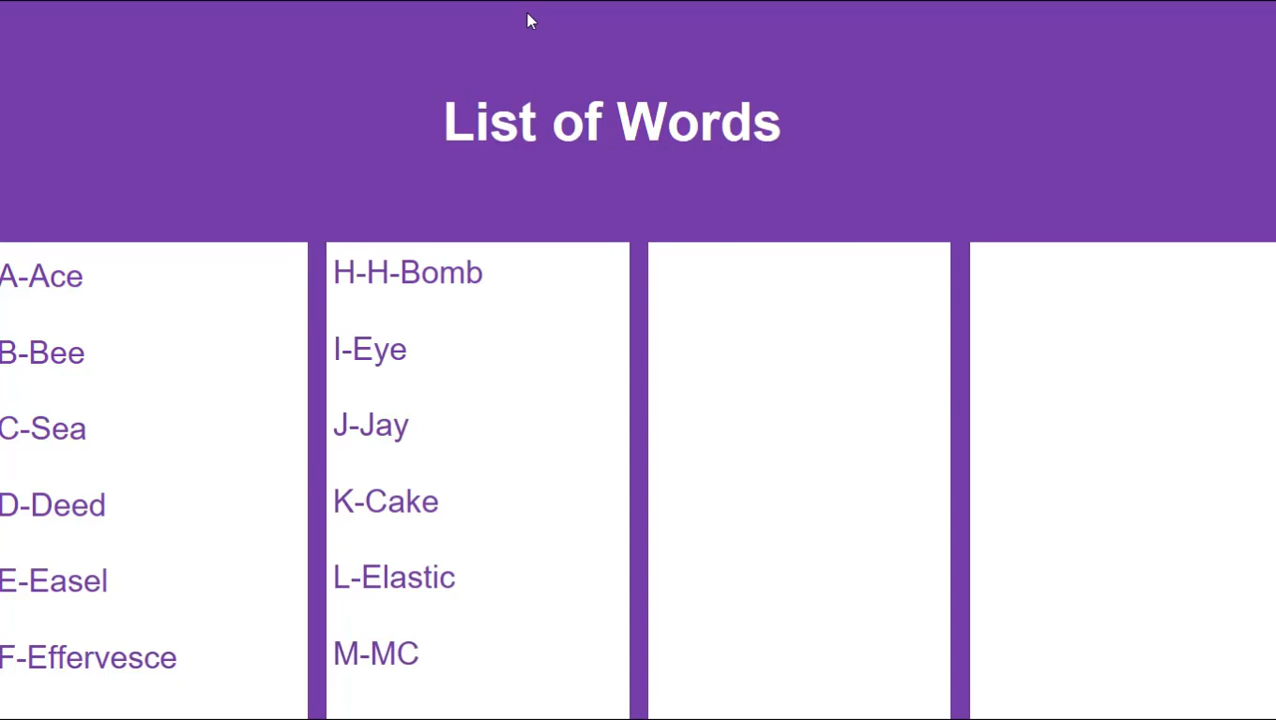 List of Words
A-Ace
B-Bee
C-Sea
D-Deed
E-Easel
F-Effervesce
H-H-Bomb
I-Eye
J-Jay
K-Cake
L-Elastic
M-MC